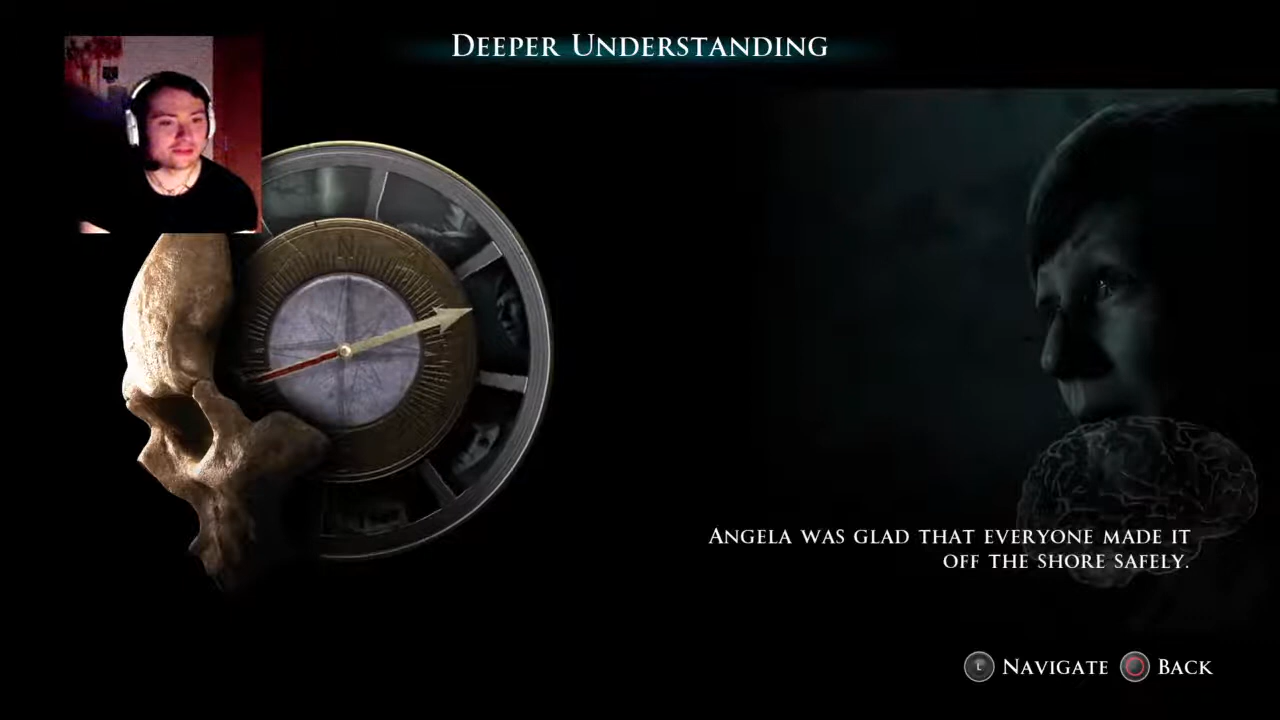 Deeper Understanding
N
Angela was glad that everyone made it
off the shore safely.
L Navigate Back